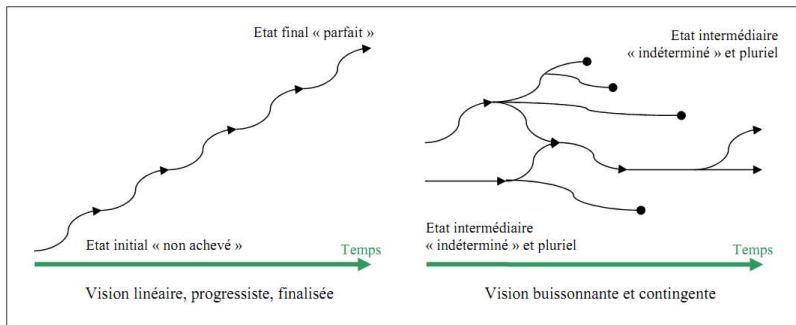 Etat final « parfait »
Etat initial « non achevé »
Temps
Vision linéaire, progressiste, finalisée
Etat intermédiaire
« indéterminé » et pluriel
Etat intermédiaire
« indéterminé » et pluriel
Temps
Vision buissonnante et contingente